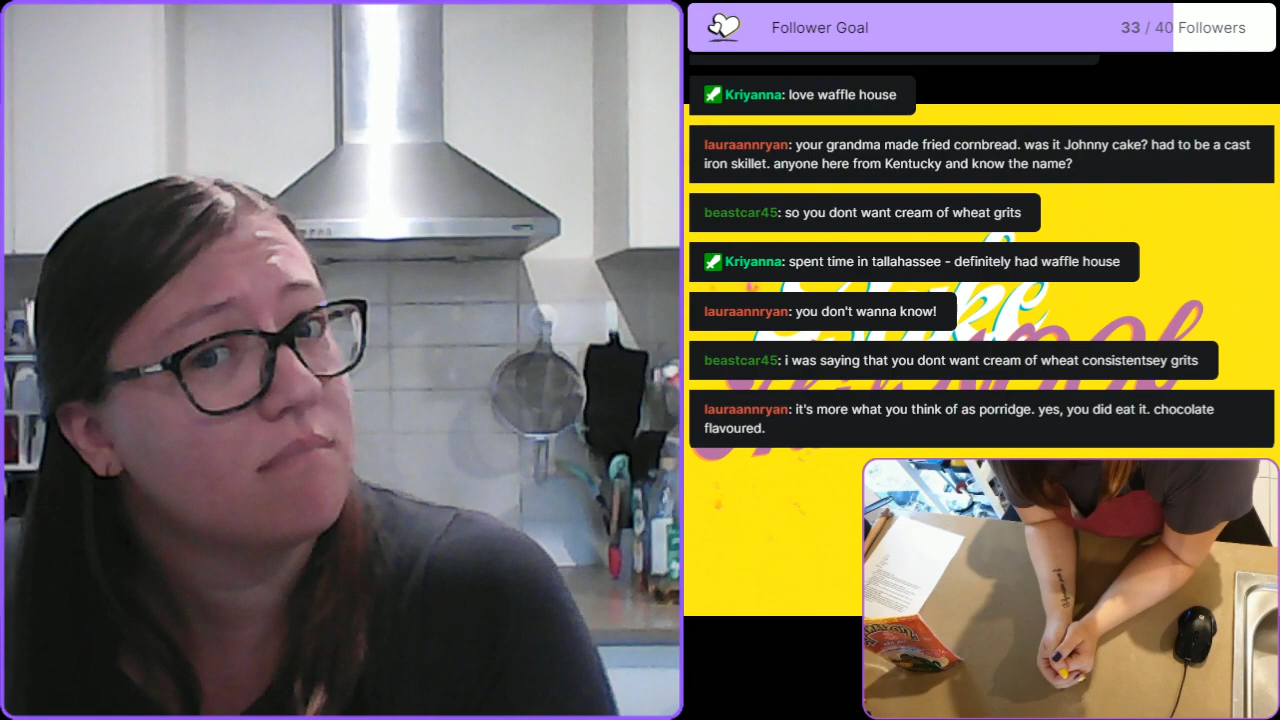 Follower Goal
33 / 40 Followers
Kriyanna: love waffle house
lauraannryan: your grandma made fried cornbread. was it Johnny cake? had to be a cast
iron skillet. anyone here from Kentucky and know the name?
beastcar45: so you dont want cream of wheat grits
Kriyanna: spent time in tallahassee - definitely had waffle house
lauraannryan: you don't wanna know!
beastcar45: i was saying that you dont want cream of wheat consistentsey grits
lauraannryan: it's more what you think of as porridge. yes, you did eat it. chocolate
flavoured.